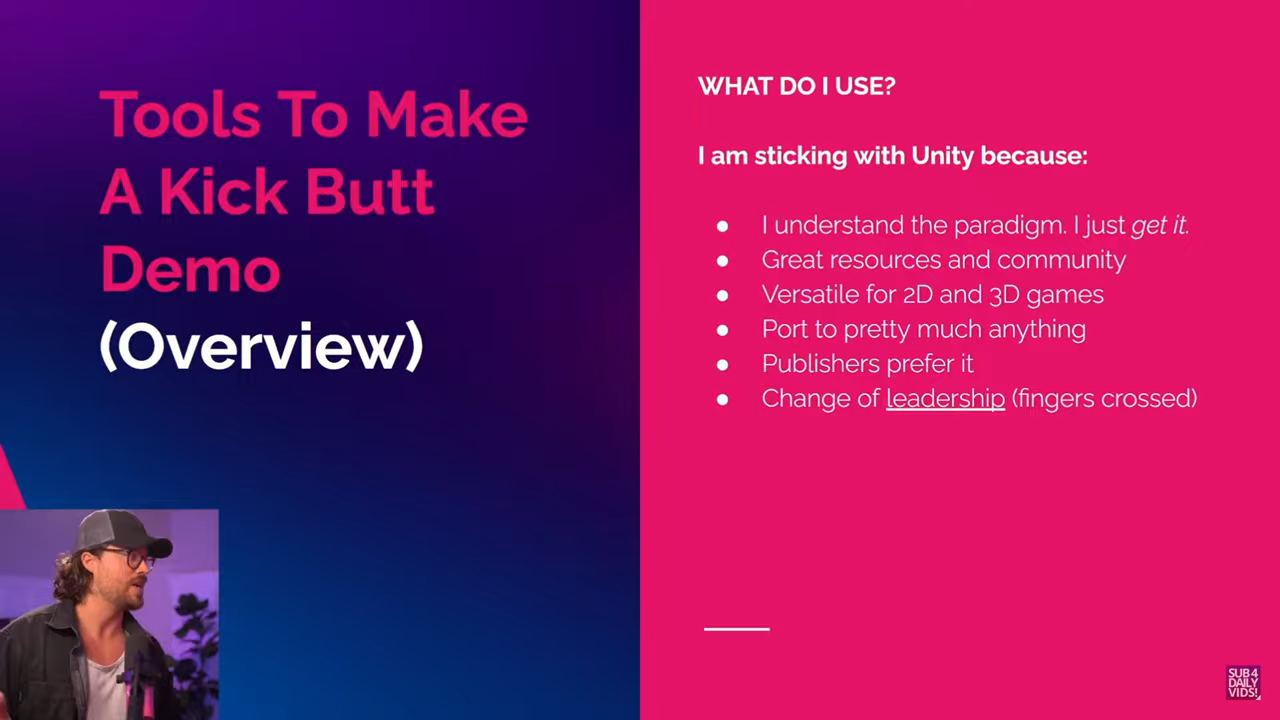 Tools To Make
A Kick Butt
Demo
(Overview)
WHAT DO I USE?
I am sticking with Unity because:
● I understand the paradigm. I just get it.
● Great resources and community
● Versatile for 2D and 3D games
● Port to pretty much anything
● Publishers prefer it
● Change of leadership (fingers crossed)
SUB 4
DAILY
VIDS!